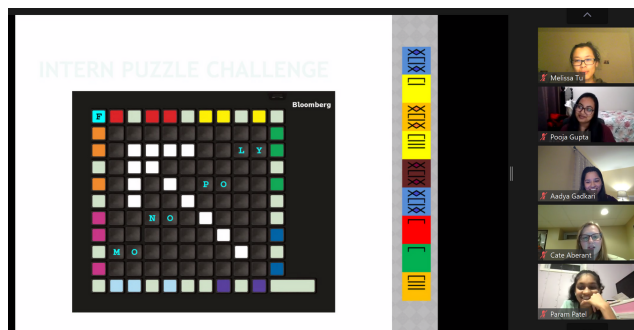 INTERN PUZZLE CHALLENGE
Bloomberg
F
L Y
P O
N O
M O
Melissa Tu
Pooja Gupta
Aadya Gadkari
Cate Aberant
Param Patel